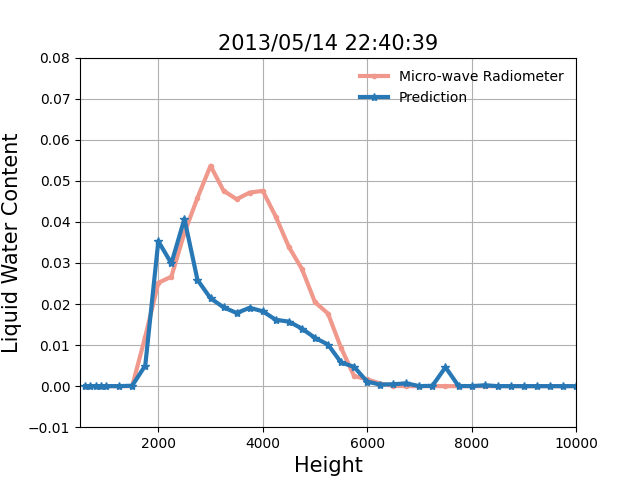 2013/05/14 22:40:39
0.08
0.07
0.06
0.05
0.04
0.03
0.02
0.01
0.00
−0.01
Liquid Water Content
Micro-wave Radiometer
Prediction
2000 4000 6000 8000 10000
Height